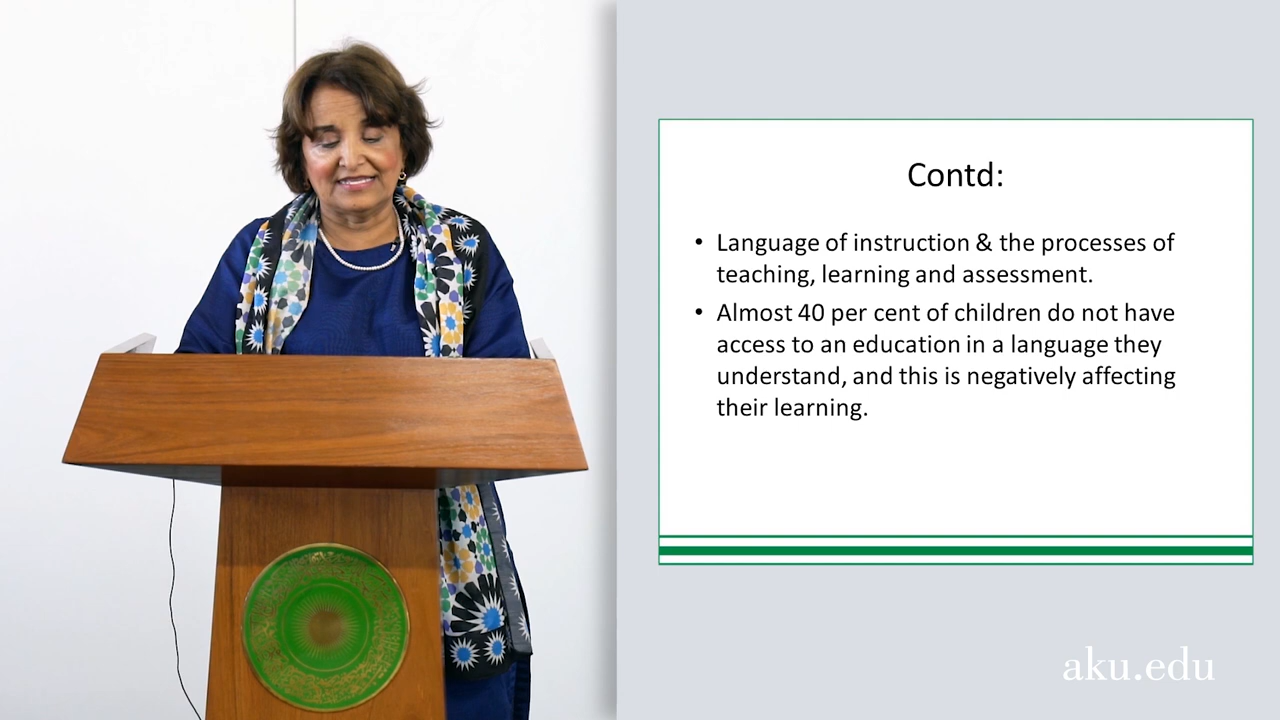 Contd:
• Language of instruction & the processes of
teaching, learning and assessment.
• Almost 40 per cent of children do not have
access to an education in a language they
understand, and this is negatively affecting
their learning.
aku.edu